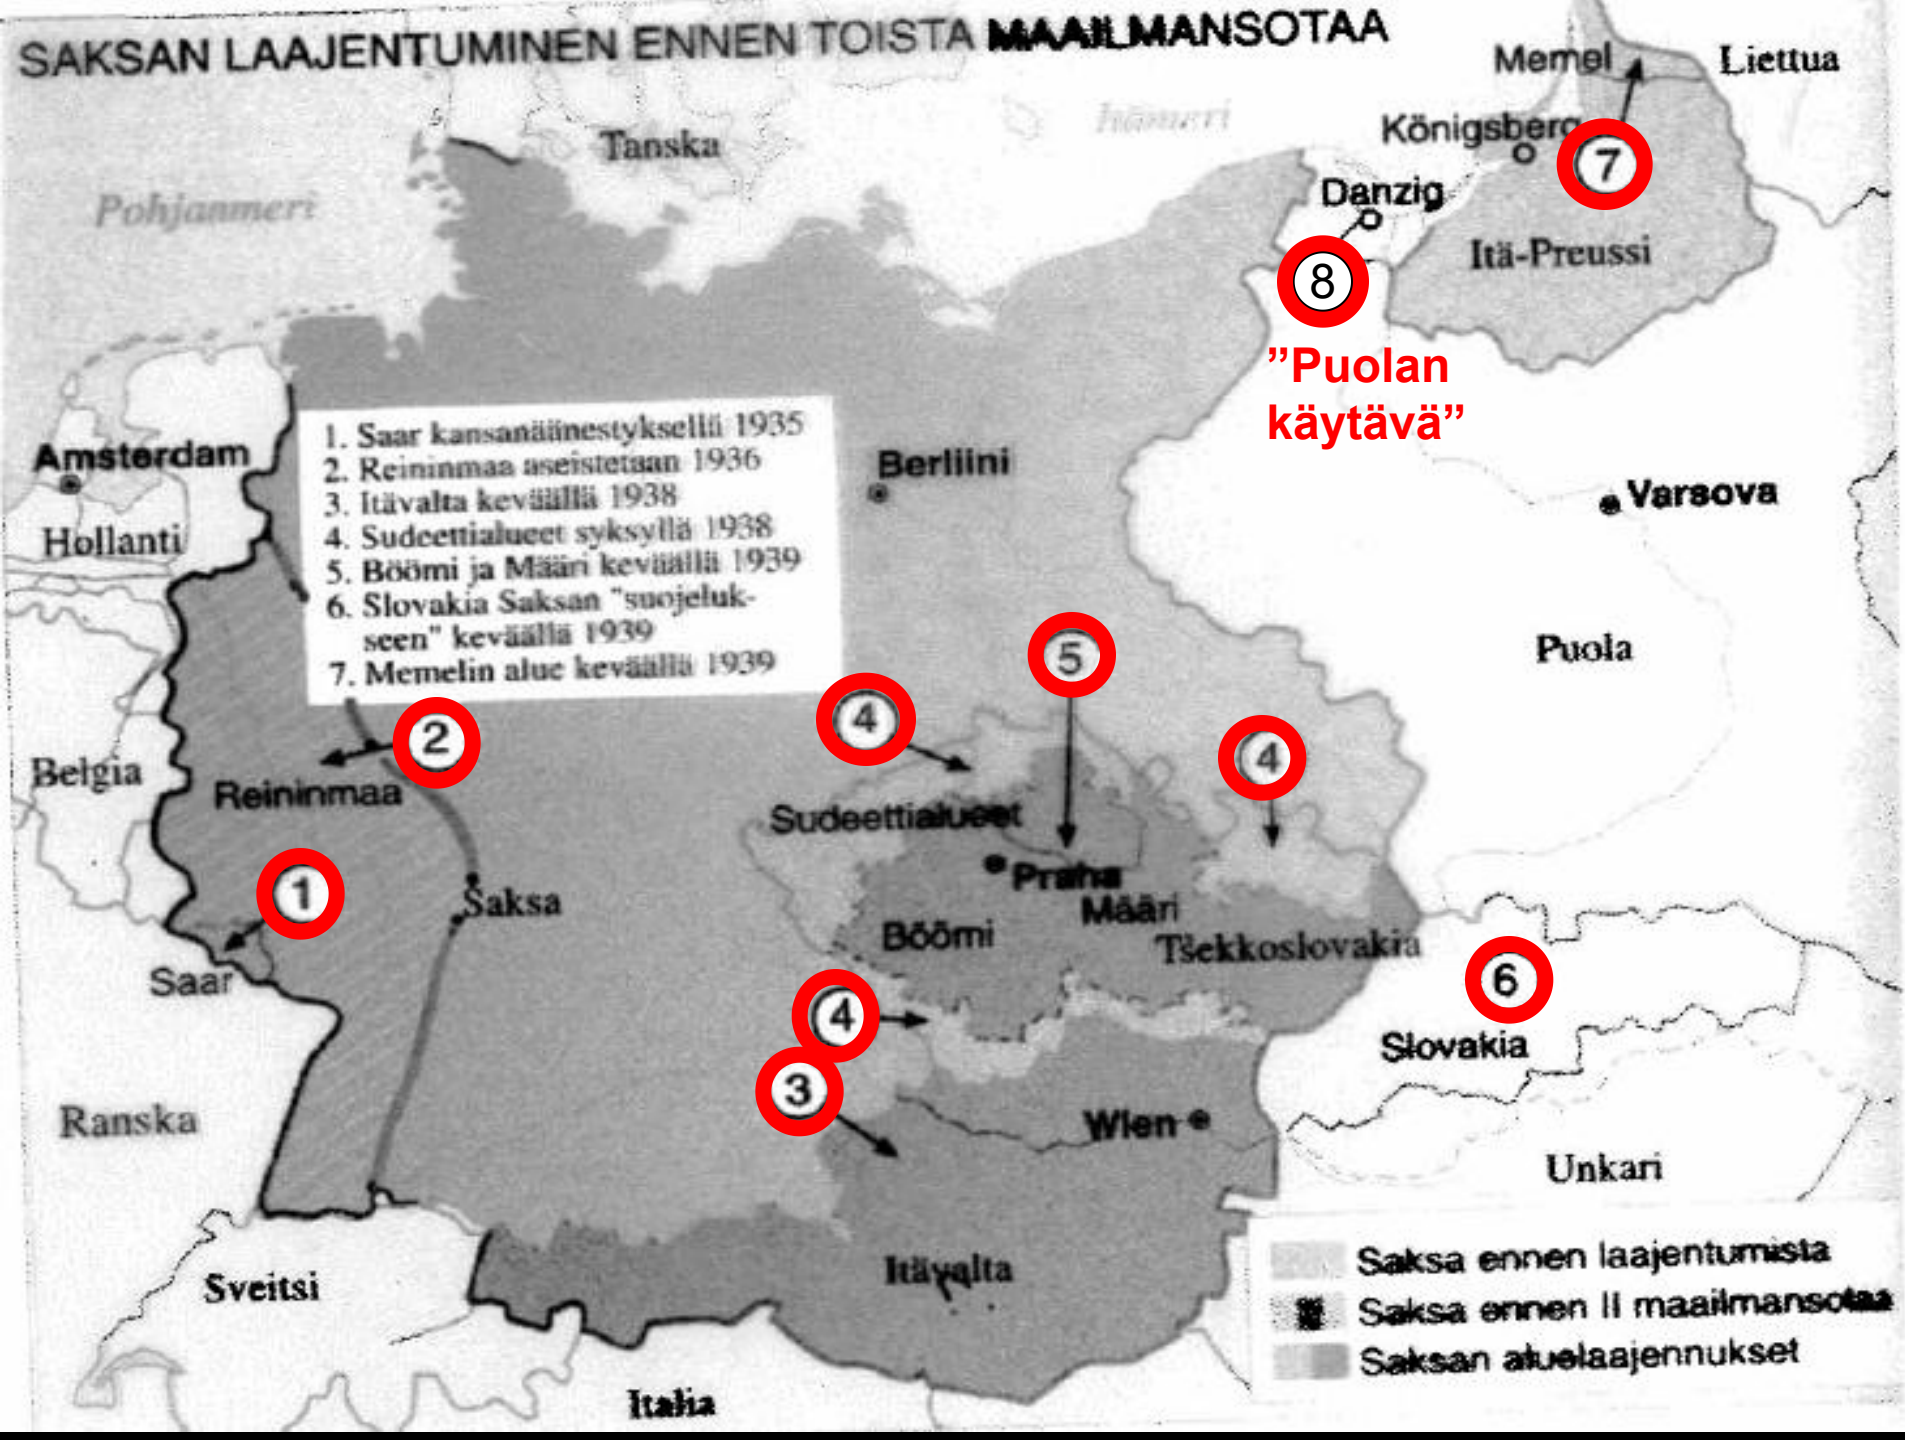 SAKSAN LAAJENTUMINEN ENNEN TOISTA MAAILMANSOTAA
Memel
Liettua
Itämeri
Tanska
Königsberg
7
Pohjanmeri
Danzig
Itä-Preussi
8
"Puolan
käytävä"
1. Saar kansanäänestyksellä 1935
2. Reininmaa aseistetaan 1936
3. Itävalta keväällä 1938
4. Sudeettialueet syksyllä 1938
5. Böömi ja Määri keväällä 1939
6. Slovakia Saksan "suojeluk-
seen" keväällä 1939
7. Memelin alue keväällä 1939
Amsterdam
Berliini
Varsova
Hollanti
Puola
5
4
2
4
Belgia
Reininmaa
Sudeettialueet
Praha
1
Saksa
Määri
Böömi
Tšekkoslovakia
Saar
6
4
Slovakia
3
Ranska
Wien
Unkari
Sveitsi
Itävalta
Italia
Saksa ennen laajentumista
Saksa ennen II maailmansotaa
Saksan aluelaajennukset